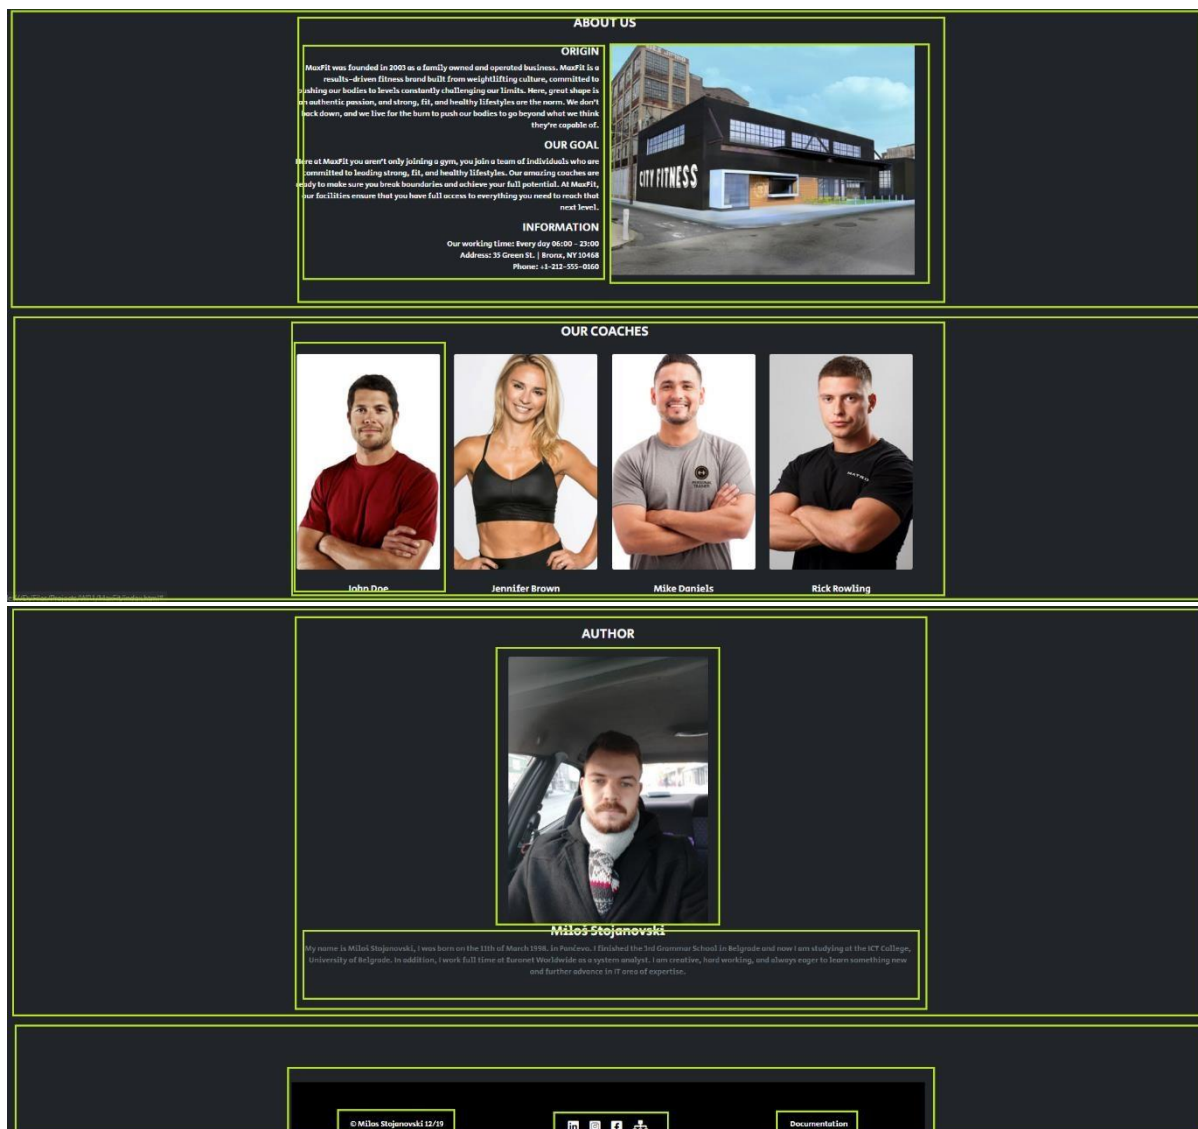 ABOUT US
ORIGIN
MaxFit was founded in 2003 as a family owned and operated business. MaxFit is a
results-driven fitness brand built from weightlifting culture, committed to
pushing our bodies to levels constantly challenging our limits. Here, great shape is
an authentic passion, and strong, fit, and healthy lifestyles are the norm. We don't
back down, and we live for the burn to push our bodies to go beyond what we think
they're capable of.
OUR GOAL
Here at MaxFit you aren't only joining a gym, you join a team of individuals who are
committed to leading strong, fit, and healthy lifestyles. Our amazing coaches are
ready to make sure you break boundaries and achieve your full potential. At MaxFit,
our facilities ensure that you have full access to everything you need to reach that
next level.
INFORMATION
Our working time: Every day 06:00 - 23:00
Address: 35 Green St. | Bronx, NY 10468
Phone: +1-212-555-0160
CITY FITNESS
OUR COACHES
John Doe
Jennifer Brown
Mike Daniels
Rick Rowling
AUTHOR
Miloš Stojanovski
My name is Miloš Stojanovski, I was born on the 11th of March 1998. in Pančevo. I finished the 3rd Grammar School in Belgrade and now I am studying at the ICT College,
University of Belgrade. In addition, I work full time at Euronet Worldwide as a system analyst. I am creative, hard working, and always eager to learn something new
and further advance in IT area of expertise.
© Milos Stojanovski 12/19
Documentation